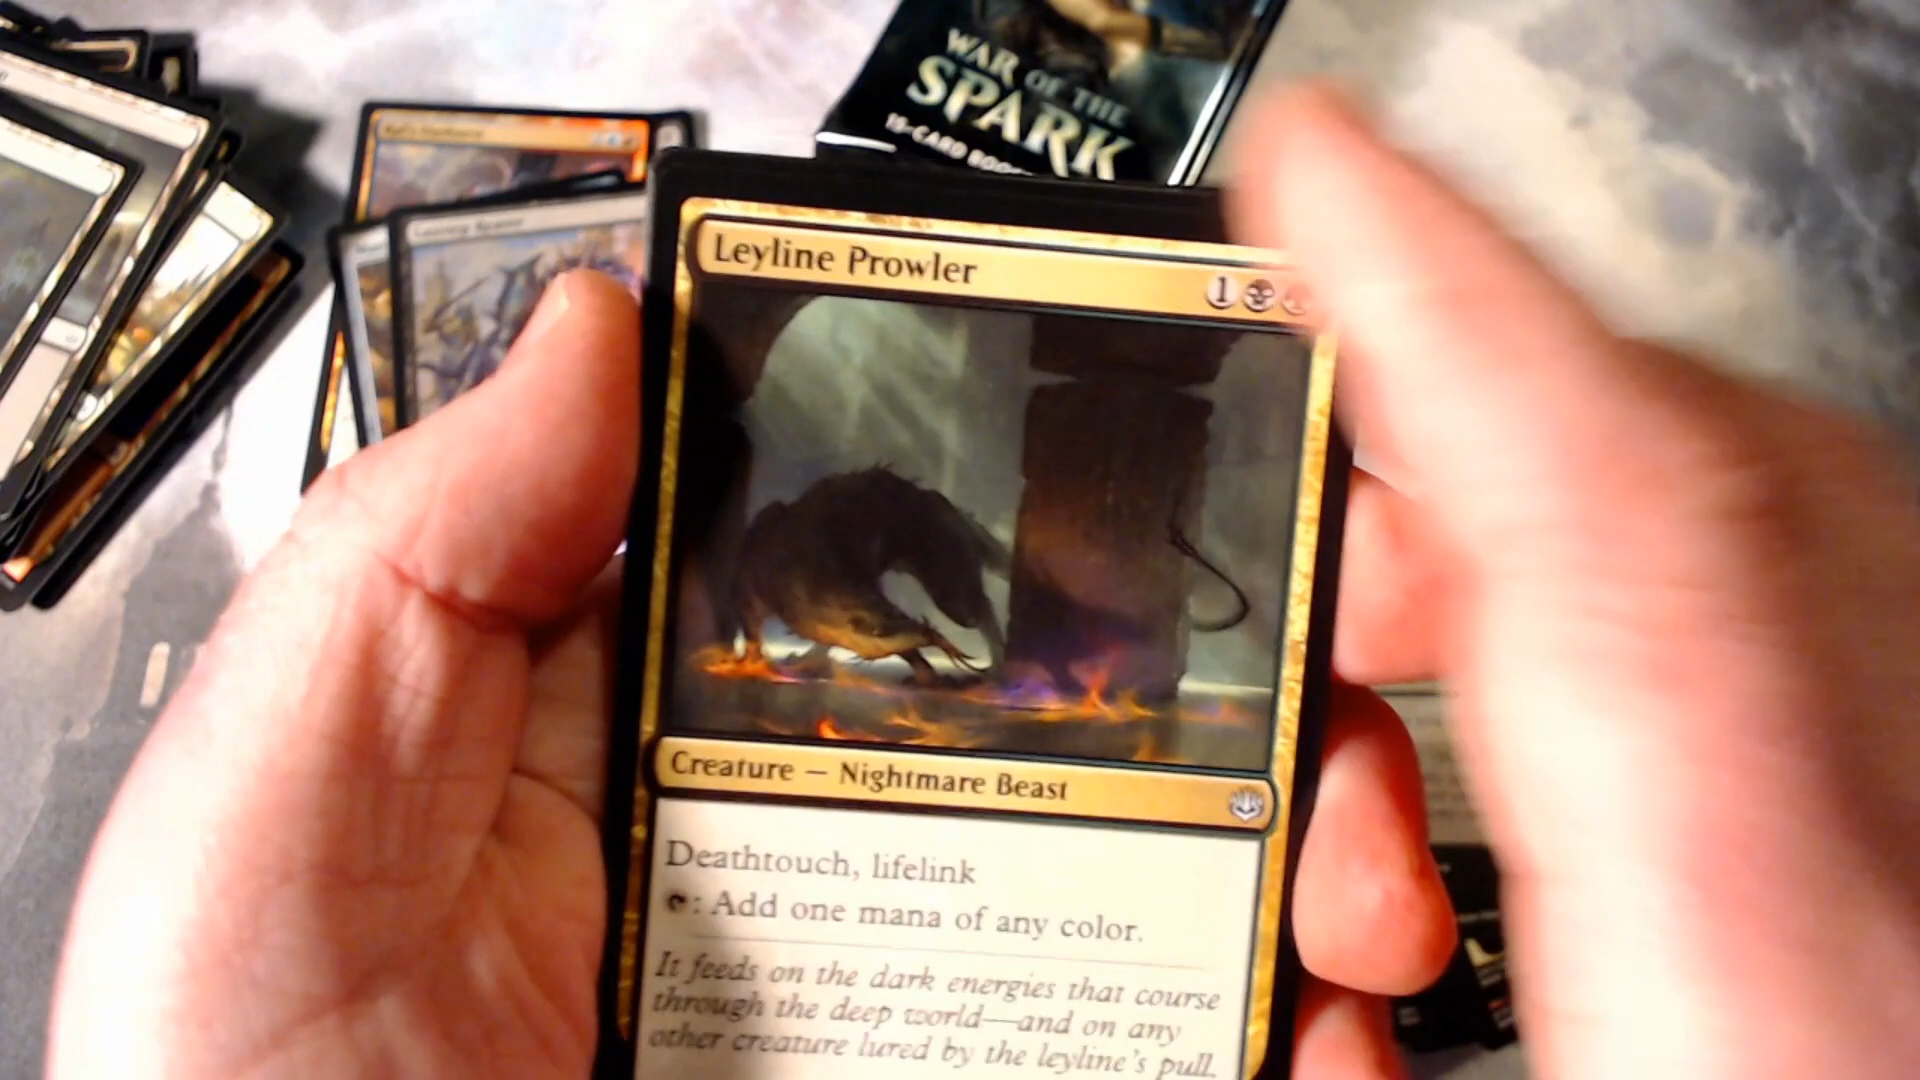 WAR OF THE
SPARK
15-CARD BOO
Leyline Prowler
1
Creature — Nightmare Beast
Deathtouch, lifelink
: Add one mana of any color.
It feeds on the dark energies that course
through the deep world—and on any
other creature lured by the leyline's pull.